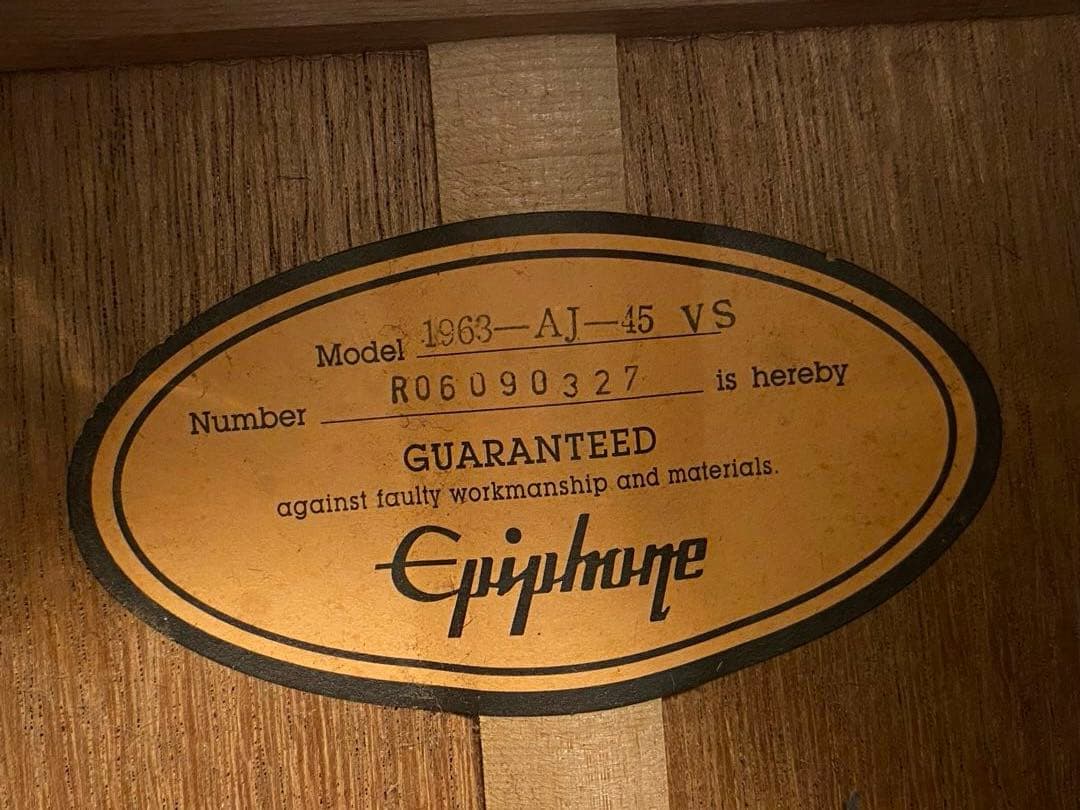 Model 1963-AJ-45 VS
Number R06090327 is hereby
GUARANTEED
against faulty workmanship and materials.
Epiphone